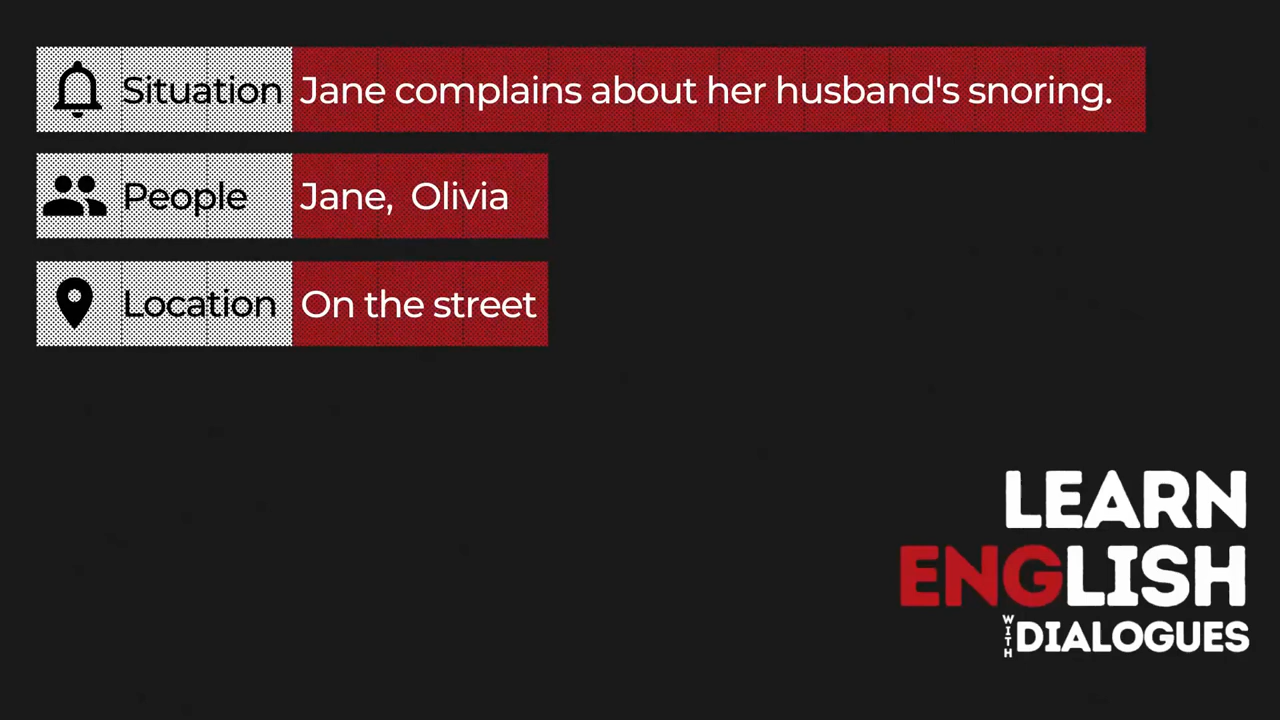 Situation Jane complains about her husband's snoring.
People Jane, Olivia
Location On the street
LEARN
ENGLISH
WITH DIALOGUES